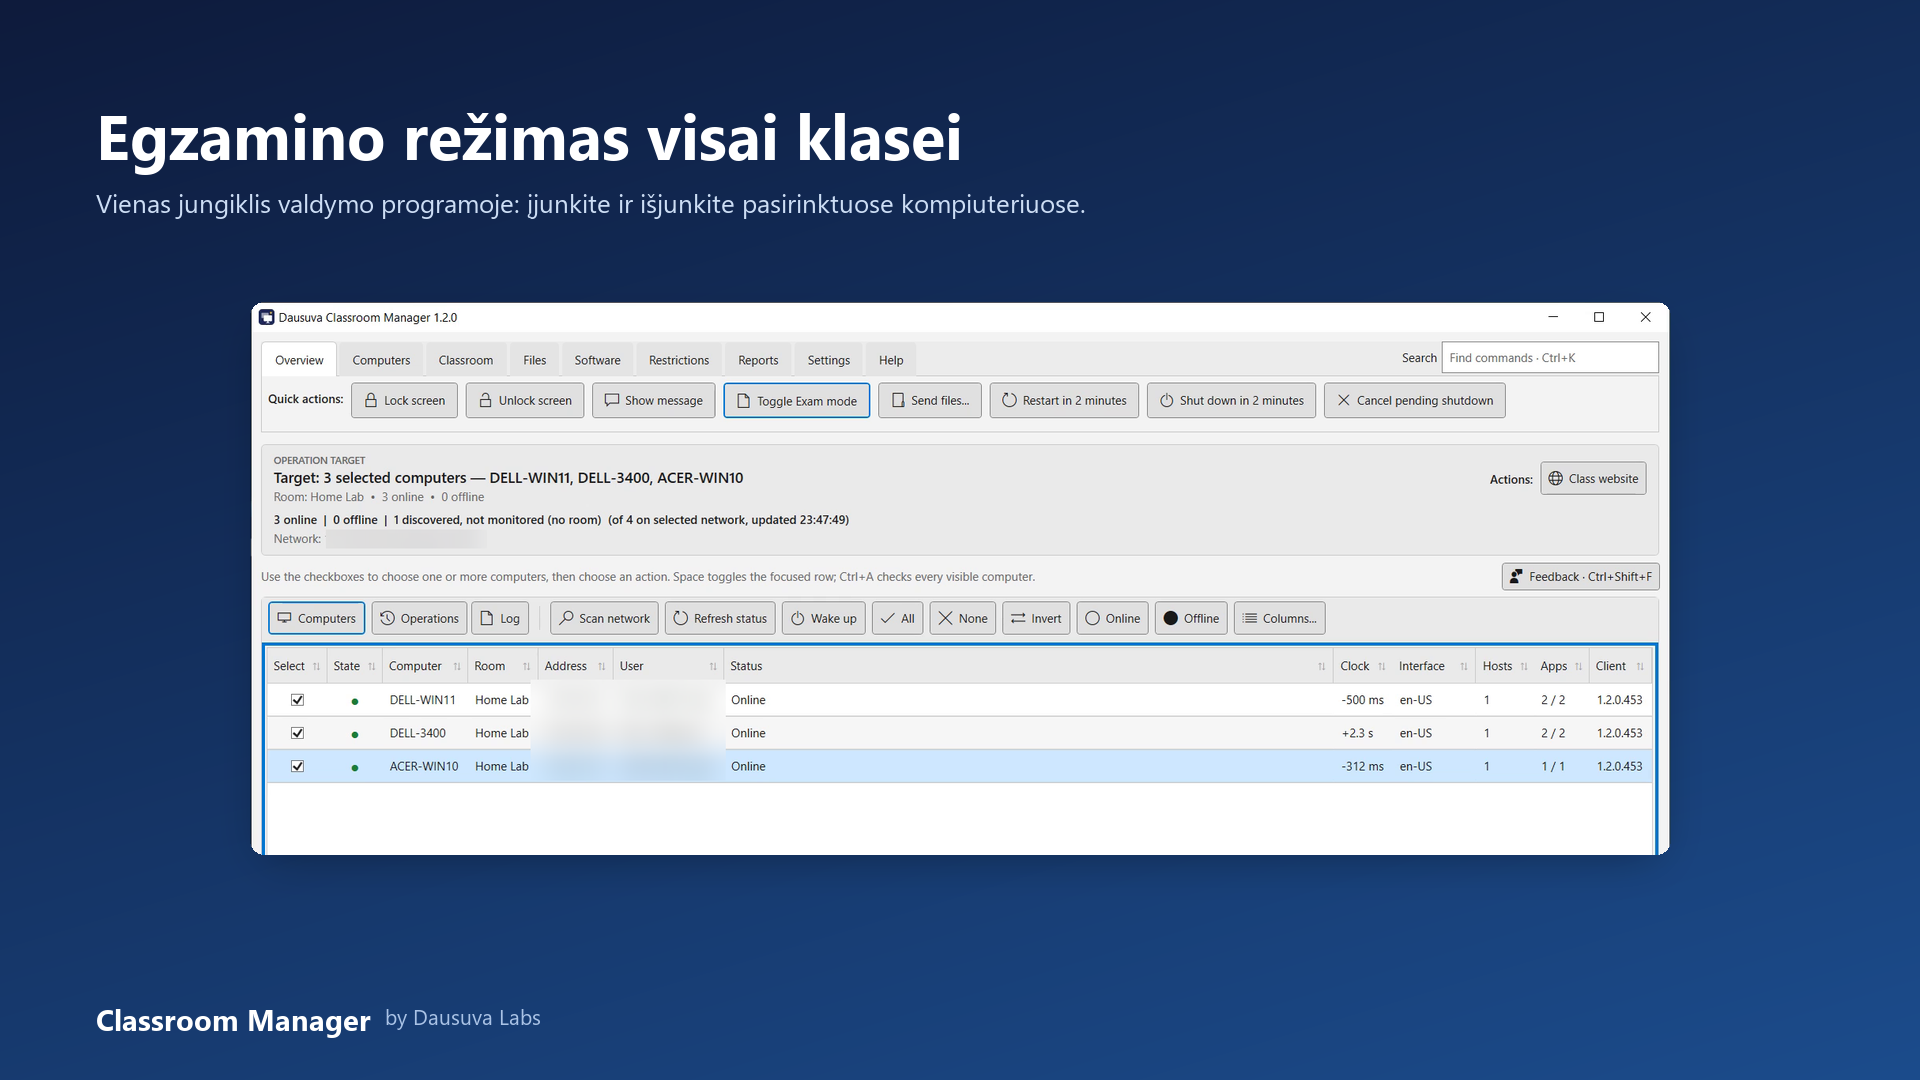 Egzamino režimas visai klasei
Vienas jungiklis valdymo programoje: įjunkite ir išjunkite pasirinktuose kompiuteriuose.
Dausuva Classroom Manager 1.2.0
Overview Computers Classroom Files Software Restrictions Reports Settings Help Search Find commands · Ctrl+K
Quick actions: Lock screen Unlock screen Show message Toggle Exam mode Send files... Restart in 2 minutes Shut down in 2 minutes Cancel pending shutdown
OPERATION TARGET
Target: 3 selected computers — DELL-WIN11, DELL-3400, ACER-WIN10
Actions: Class website
Room: Home Lab • 3 online • 0 offline
3 online | 0 offline | 1 discovered, not monitored (no room) (of 4 on selected network, updated 23:47:49)
Network:
Use the checkboxes to choose one or more computers, then choose an action. Space toggles the focused row; Ctrl+A checks every visible computer.
Feedback · Ctrl+Shift+F
Computers Operations Log Scan network Refresh status Wake up All None Invert Online Offline Columns...
Select State Computer Room Address User Status Clock Interface Hosts Apps Client
DELL-WIN11 Home Lab Online -500 ms en-US 1 2 / 2 1.2.0.453
DELL-3400 Home Lab Online +2.3 s en-US 1 2 / 2 1.2.0.453
ACER-WIN10 Home Lab Online -312 ms en-US 1 1 / 1 1.2.0.453
Classroom Manager by Dausuva Labs